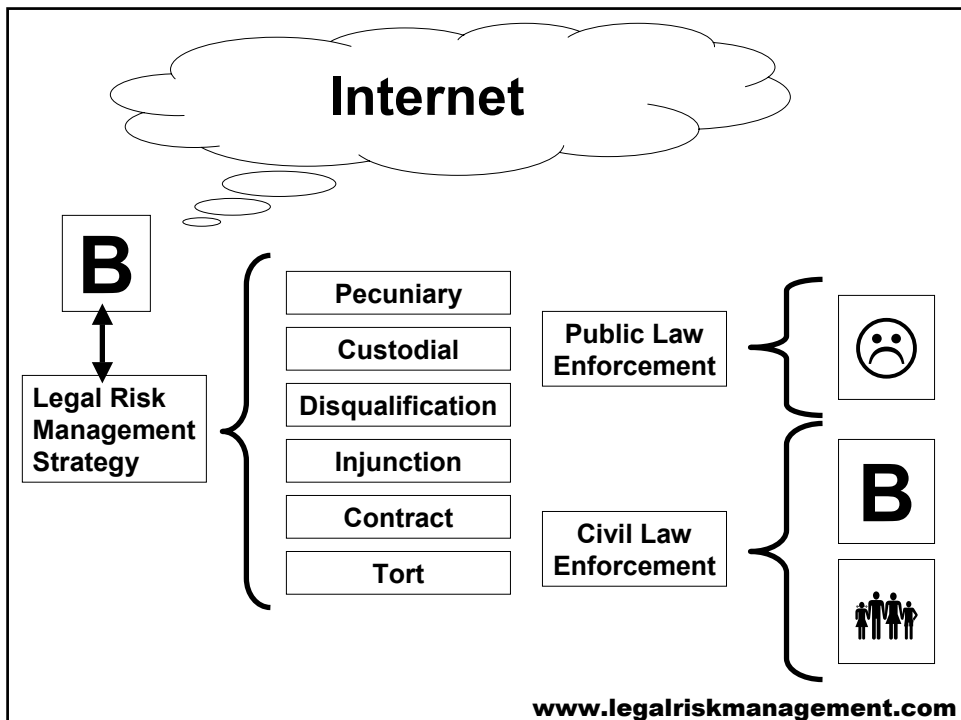 Internet
B
Legal Risk
Management
Strategy
Pecuniary
Custodial
Disqualification
Injunction
Contract
Tort
Public Law
Enforcement
Civil Law
Enforcement
B
www.legalriskmanagement.com